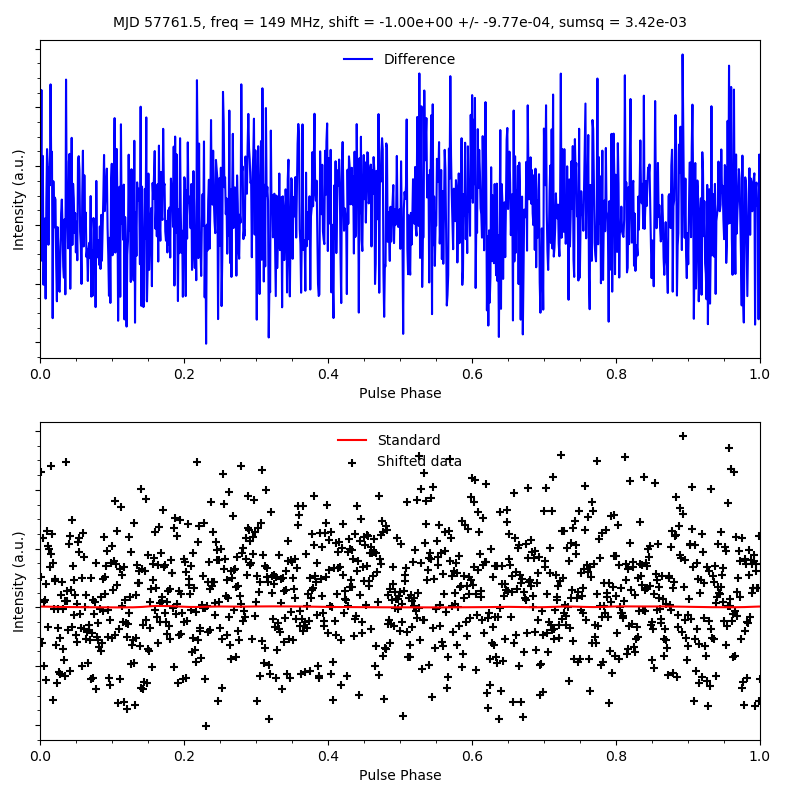 MJD 57761.5, freq = 149 MHz, shift = -1.00e+00 +/- -9.77e-04, sumsq = 3.42e-03
Difference
Intensity (a.u.)
0.0 0.2 0.4 0.6 0.8 1.0
Pulse Phase
Standard
Shifted data
Intensity (a.u.)
0.0 0.2 0.4 0.6 0.8 1.0
Pulse Phase